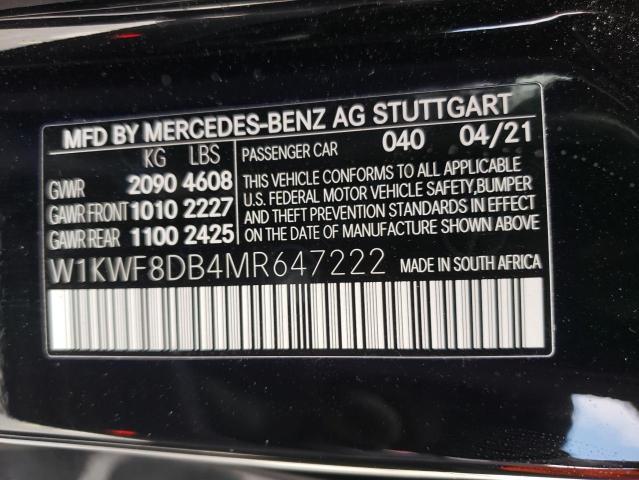 MFD BY MERCEDES-BENZ AG STUTTGART
KG LBS
GVWR 2090 4608
GAWR FRONT 1010 2227
GAWR REAR 1100 2425
PASSENGER CAR 040 04/21
THIS VEHICLE CONFORMS TO ALL APPLICABLE
U.S. FEDERAL MOTOR VEHICLE SAFETY,BUMPER
AND THEFT PREVENTION STANDARDS IN EFFECT
ON THE DATE OF MANUFACTURE SHOWN ABOVE
W1KWF8DB4MR647222 MADE IN SOUTH AFRICA